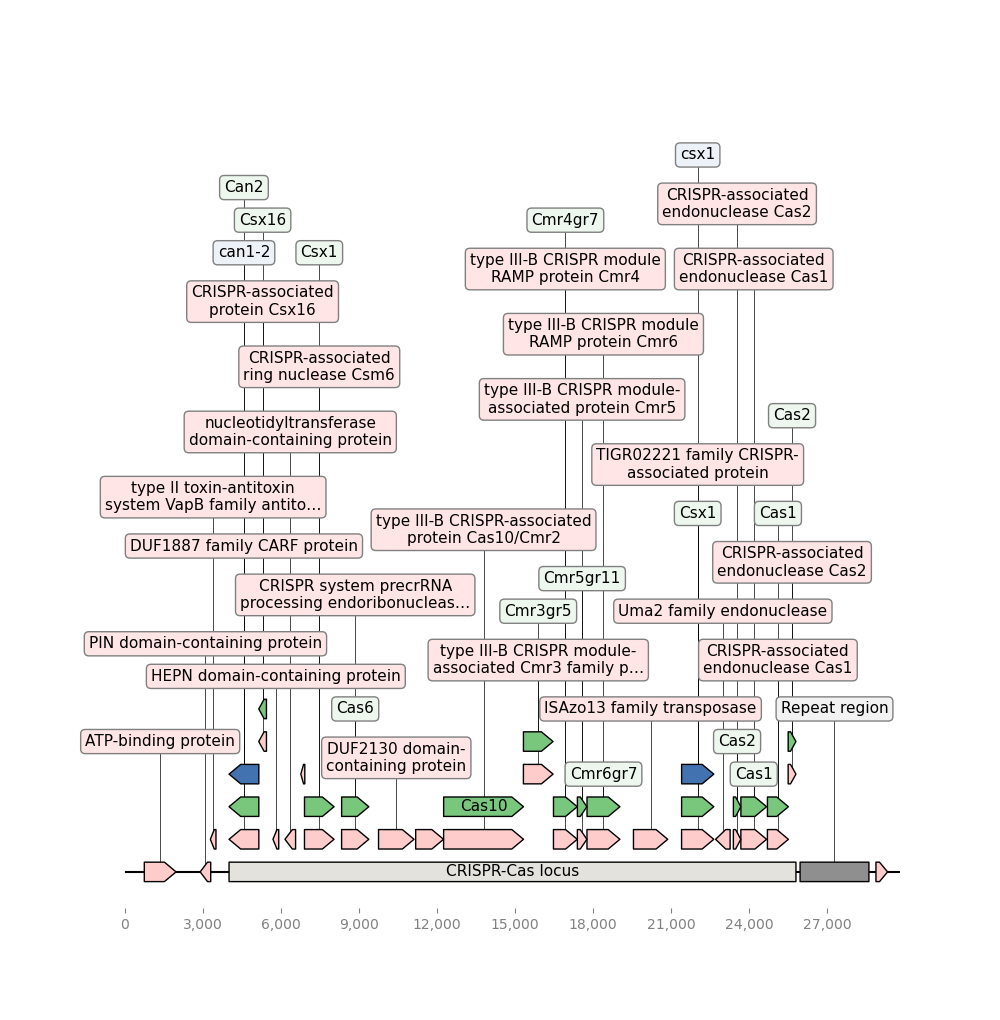 csx1
Can2
CRISPR-associated
endonuclease Cas2
Csx16
Cmr4gr7
can1-2
Csx1
type III-B CRISPR module
RAMP protein Cmr4
CRISPR-associated
endonuclease Cas1
CRISPR-associated
protein Csx16
type III-B CRISPR module
RAMP protein Cmr6
CRISPR-associated
ring nuclease Csm6
type III-B CRISPR module-
associated protein Cmr5
Cas2
nucleotidyltransferase
domain-containing protein
TIGR02221 family CRISPR-
associated protein
type II toxin-antitoxin
system VapB family antito…
Csx1
Cas1
type III-B CRISPR-associated
protein Cas10/Cmr2
DUF1887 family CARF protein
CRISPR-associated
endonuclease Cas2
Cmr5gr11
CRISPR system precrRNA
processing endoribonucleas…
Cmr3gr5
Uma2 family endonuclease
PIN domain-containing protein
type III-B CRISPR module-
associated Cmr3 family p…
CRISPR-associated
endonuclease Cas1
HEPN domain-containing protein
Cas6
ISAzo13 family transposase
Repeat region
ATP-binding protein
DUF2130 domain-
containing protein
Cas2
Cmr6gr7
Cas1
Cas10
CRISPR-Cas locus
0
3,000
6,000
9,000
12,000
15,000
18,000
21,000
24,000
27,000